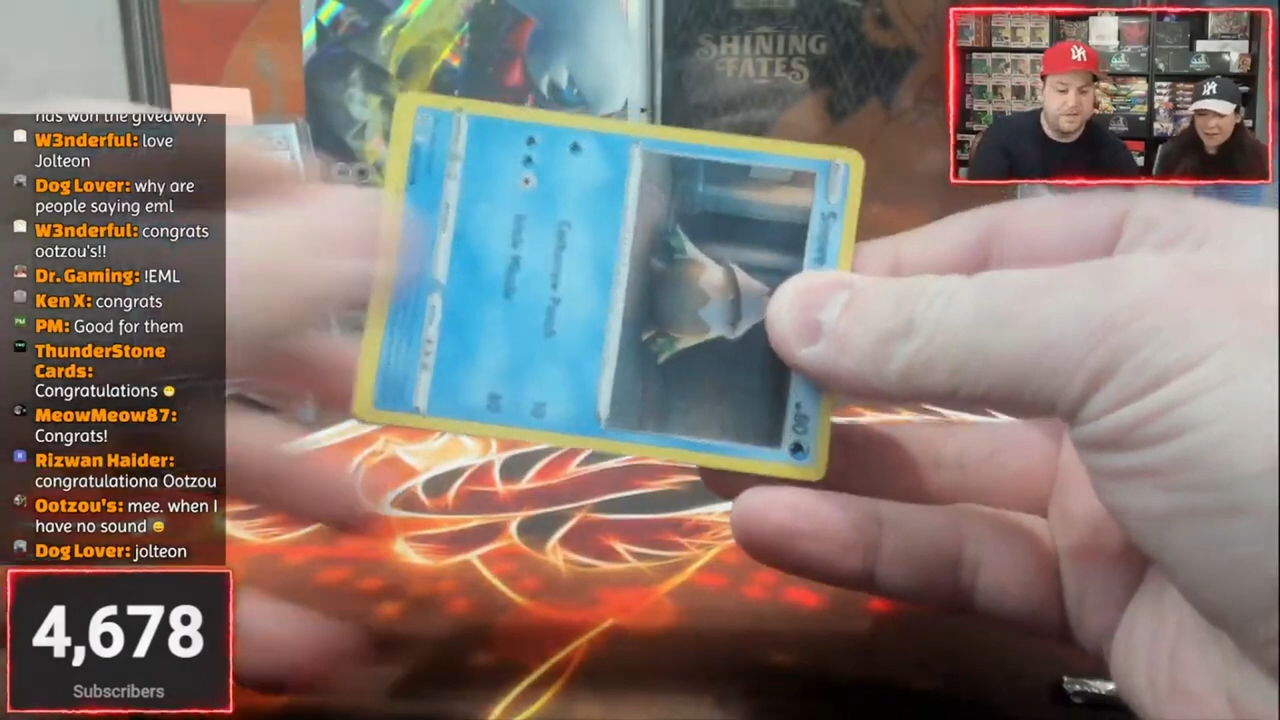 SHINING
FATES
has won the giveaway.
W3nderful: love
Jolteon
Dog Lover: why are
people saying eml
W3nderful: congrats
ootzou's!!
Dr. Gaming: !EML
Ken X: congrats
PM: Good for them
ThunderStone
Cards:
Congratulations
MeowMeow87:
Congrats!
Rizwan Haider:
congratulationa Ootzou
Ootzou's: mee. when I
have no sound
Dog Lover: jolteon
4,678
Subscribers
80